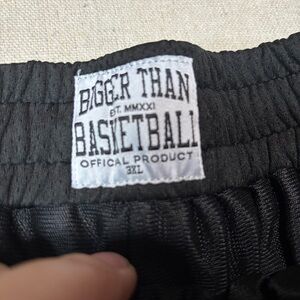 BIGGER THAN
EST. MMXXI
BASKETBALL
OFFICAL PRODUCT
3XL